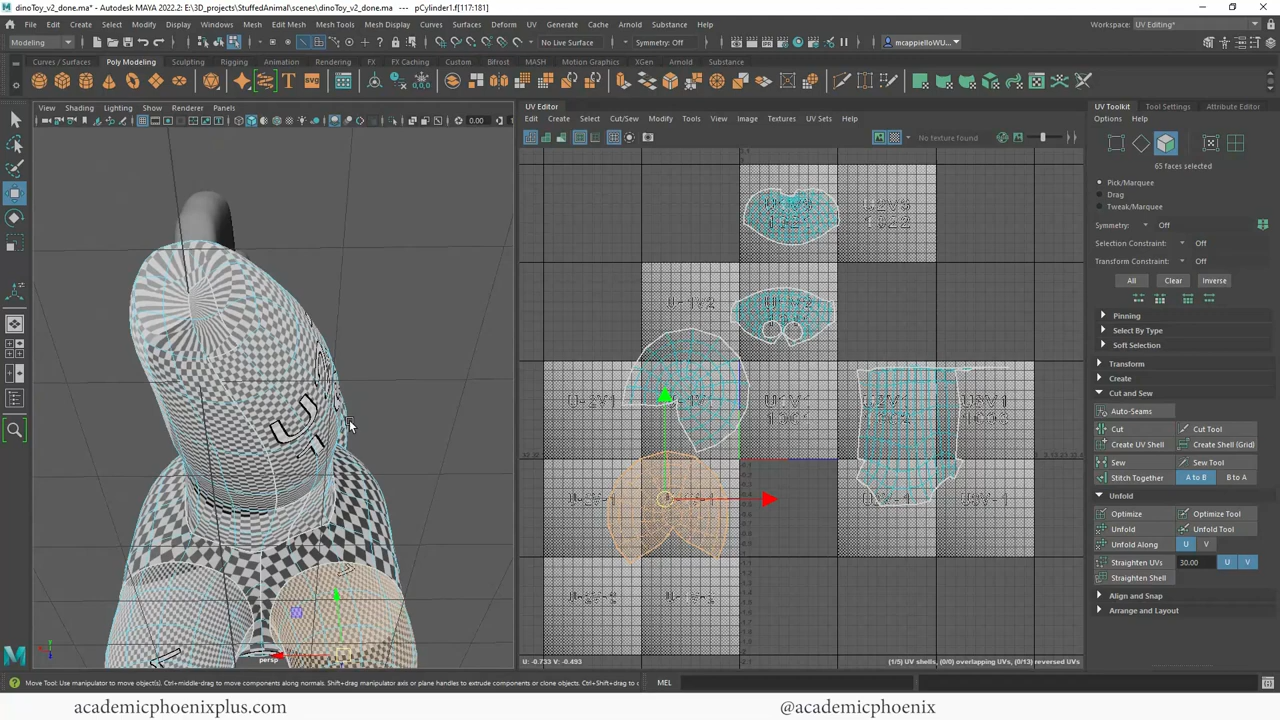 dinoToy_v2_done.ma* - Autodesk MAYA 2022.2: E:\3D_projects\StuffedAnimal\scenes\dinoToy_v2_done.ma --- pCylinder1.f[117:181]
File Edit Create Select Modify Display Windows Mesh Edit Mesh Mesh Tools Mesh Display Curves Surfaces Deform UV Generate Cache Arnold Substance Help Workspace: UV Editing*
Modeling No Live Surface Symmetry: Off mcappielloWU...
Curves / Surfaces Poly Modeling Sculpting Rigging Animation Rendering FX FX Caching Custom Bifrost MASH Motion Graphics XGen Arnold Substance
View Shading Lighting Show Renderer Panels
0.00
persp
UV Editor
Edit Create Select Cut/Sew Modify Tools View Image Textures UV Sets Help
No texture found
U: -0.733 V: -0.493 (1/5) UV shells, (0/0) overlapping UVs, (0/13) reversed UVs
UV Toolkit Tool Settings Attribute Editor
Options Help
65 faces selected
Pick/Marquee
Drag
Tweak/Marquee
Symmetry: Off
Selection Constraint: Off
Transform Constraint: Off
All Clear Inverse
Pinning
Select By Type
Soft Selection
Transform
Create
Cut and Sew
Auto-Seams
Cut Cut Tool
Create UV Shell Create Shell (Grid)
Sew Sew Tool
Stitch Together A to B B to A
Unfold
Optimize Optimize Tool
Unfold Unfold Tool
Unfold Along U V
Straighten UVs 30.00 U V
Straighten Shell
Align and Snap
Arrange and Layout
Move Tool: Use manipulator to move object(s). Ctrl+middle-drag to move components along normals. Shift+drag manipulator axis or plane handles to extrude components or clone objects. Ctrl+Shift+drag to MEL
academicphoenixplus.com @academicphoenix